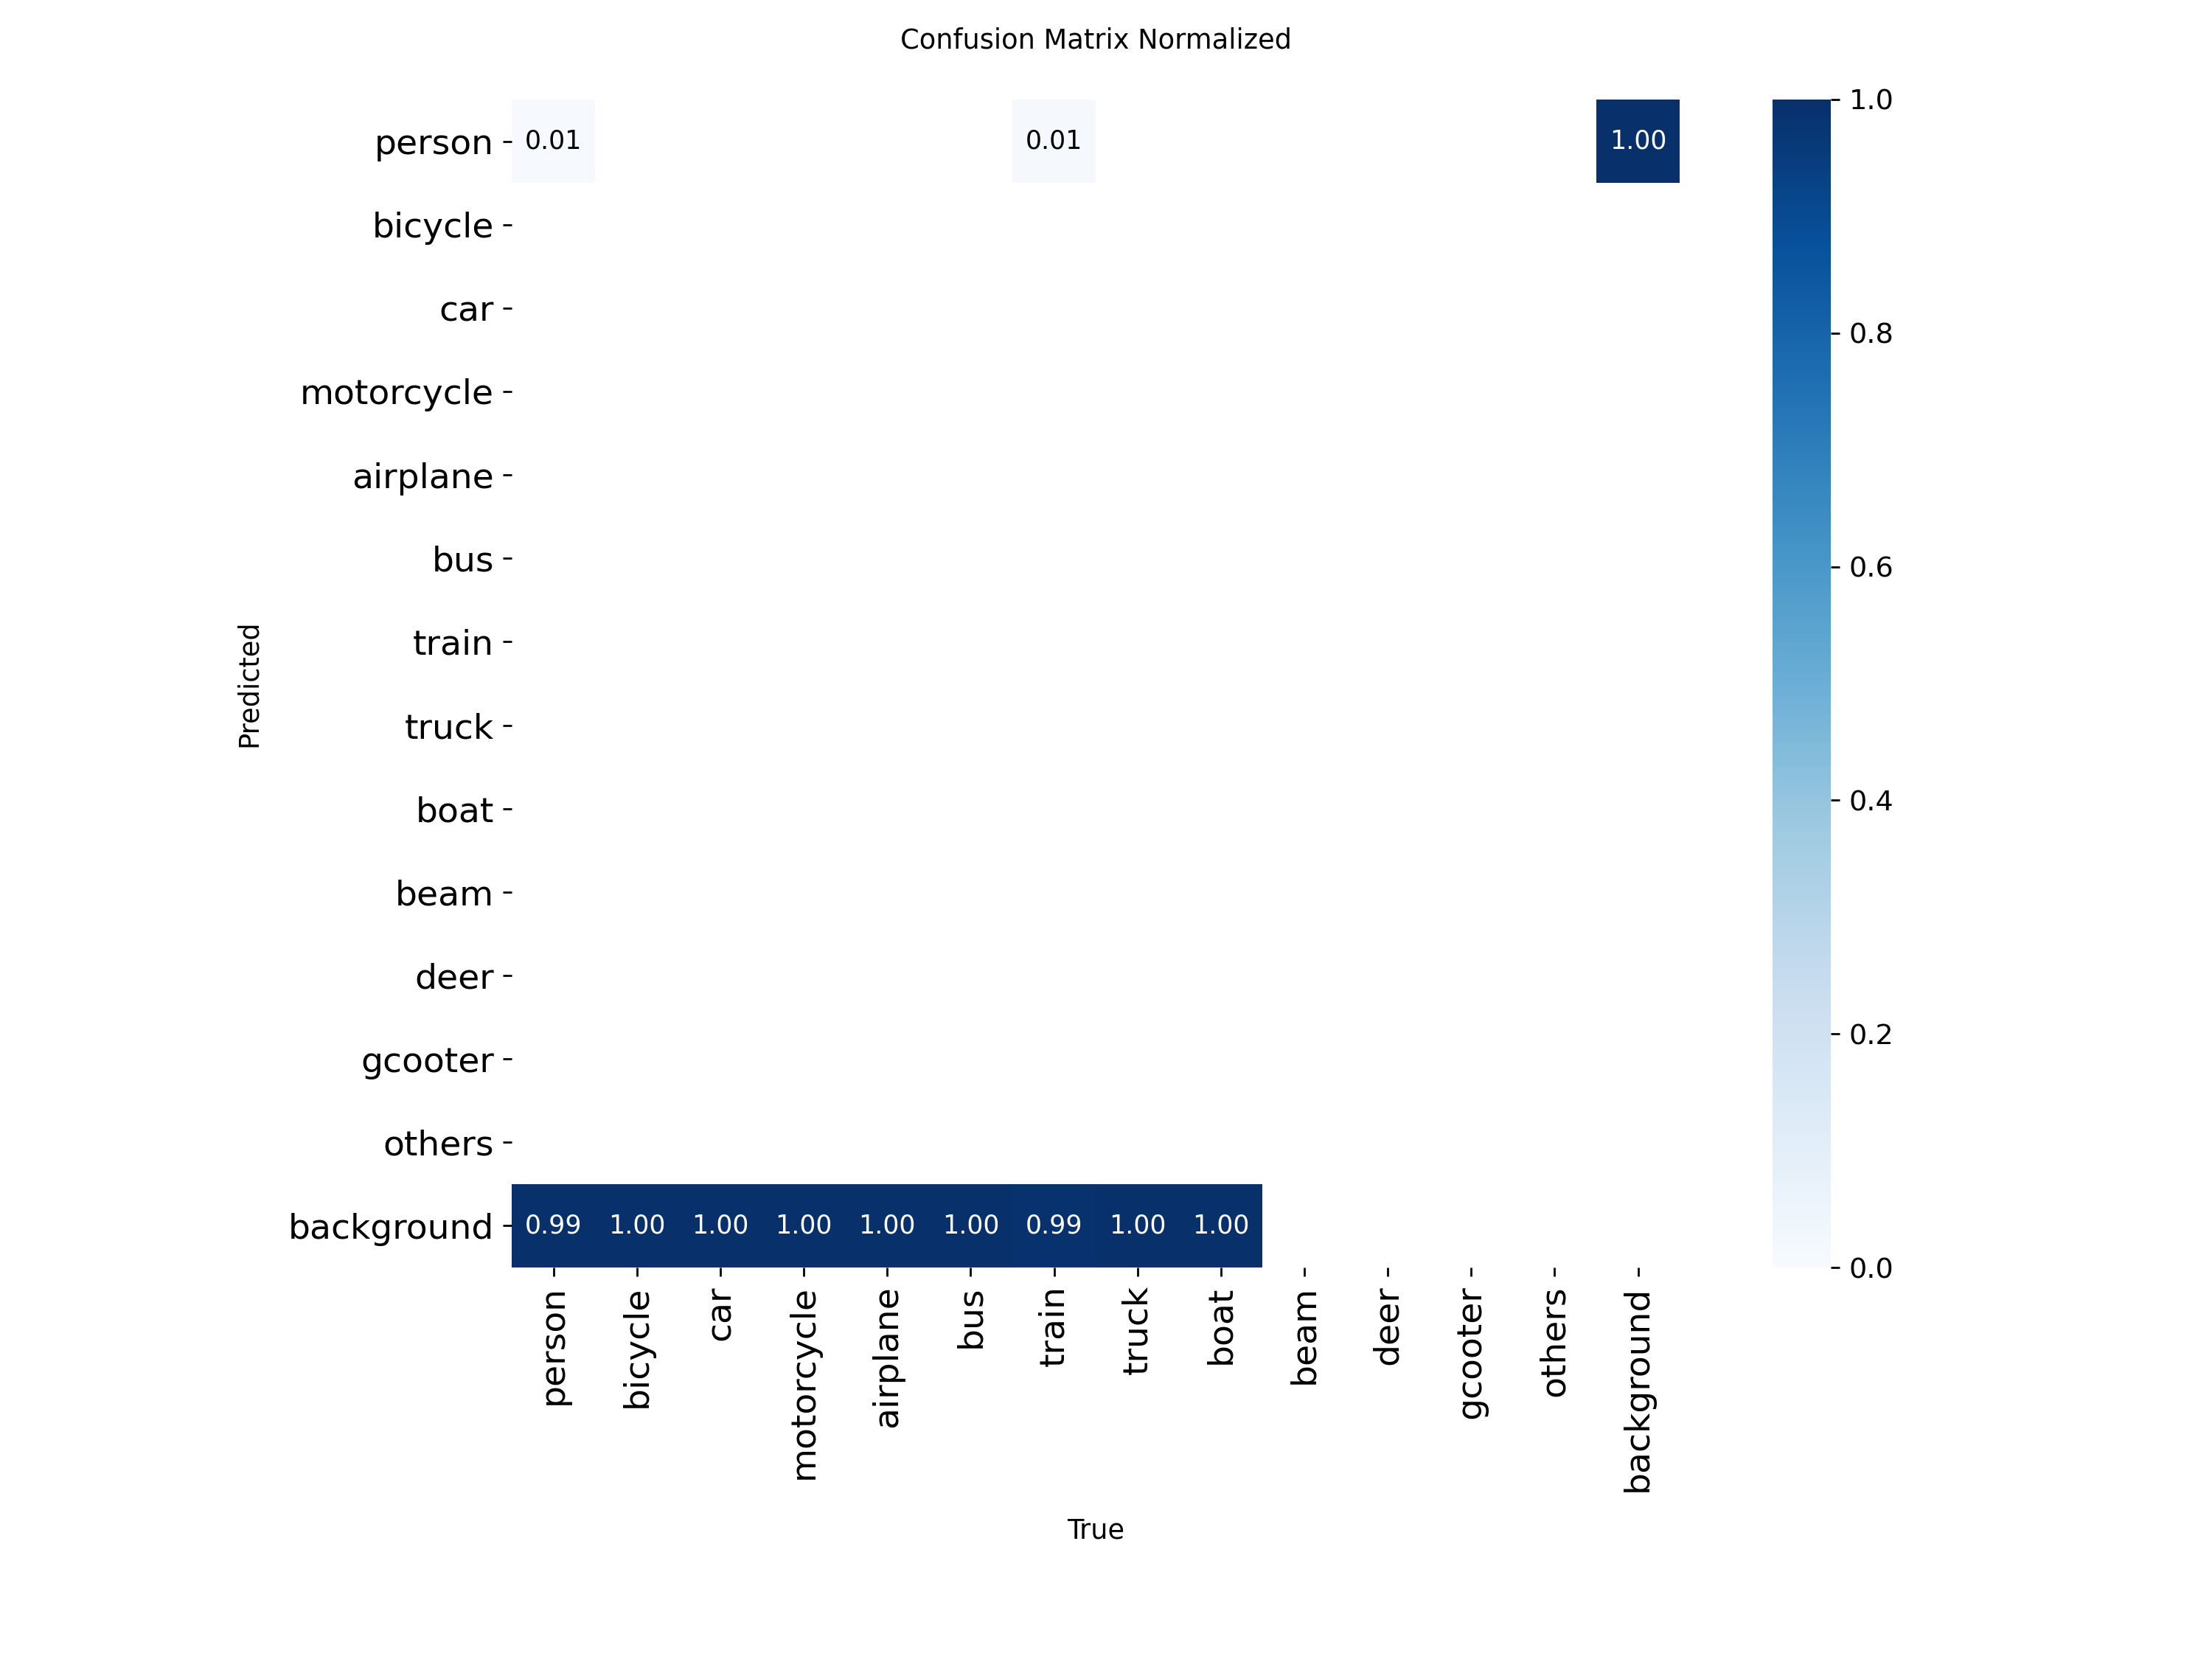 Confusion Matrix Normalized
person
0.01
0.01
1.00
bicycle
car
motorcycle
airplane
bus
train
truck
boat
beam
deer
gcooter
others
background
0.99
1.00
1.00
1.00
1.00
1.00
0.99
1.00
1.00
Predicted
person
bicycle
car
motorcycle
airplane
bus
train
truck
boat
beam
deer
gcooter
others
background
True
1.0
0.8
0.6
0.4
0.2
0.0